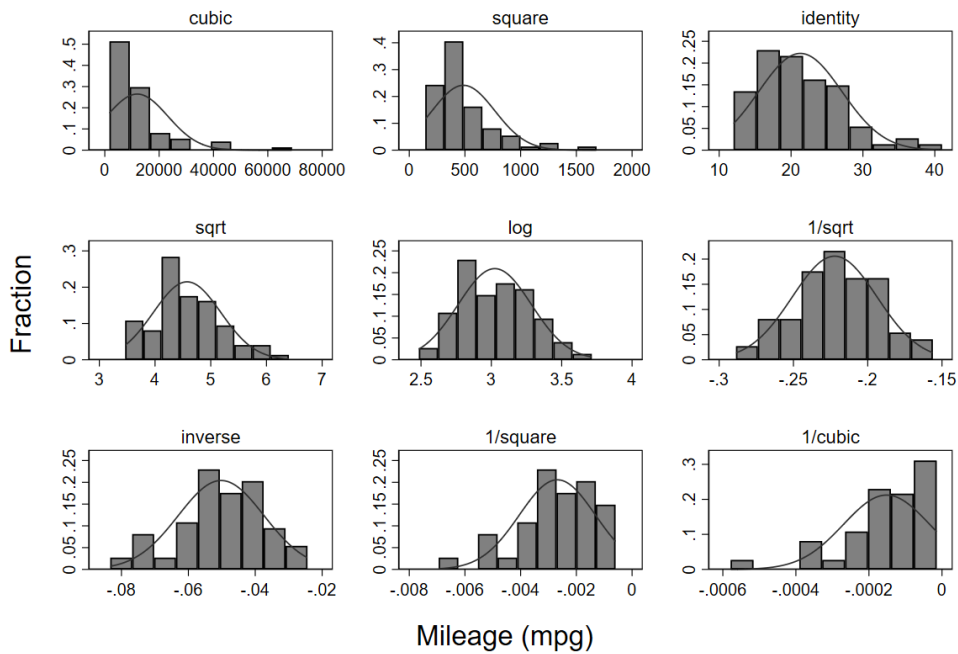 cubic
0 .1 .2 .3 .4 .5
0 20000 40000 60000 80000
square
0 .1 .2 .3 .4
0 500 1000 1500 2000
identity
0 .05 .1 .15 .2 .25
10 20 30 40
sqrt
0 .1 .2 .3
3 4 5 6 7
log
0 .05 .1 .15 .2 .25
2.5 3 3.5 4
1/sqrt
0 .05 .1 .15 .2
-.3 -.25 -.2 -.15
inverse
0 .05 .1 .15 .2 .25
-.08 -.06 -.04 -.02
1/square
0 .05 .1 .15 .2 .25
-.008 -.006 -.004 -.002 0
1/cubic
0 .1 .2 .3
-.0006 -.0004 -.0002 0
Fraction
Mileage (mpg)